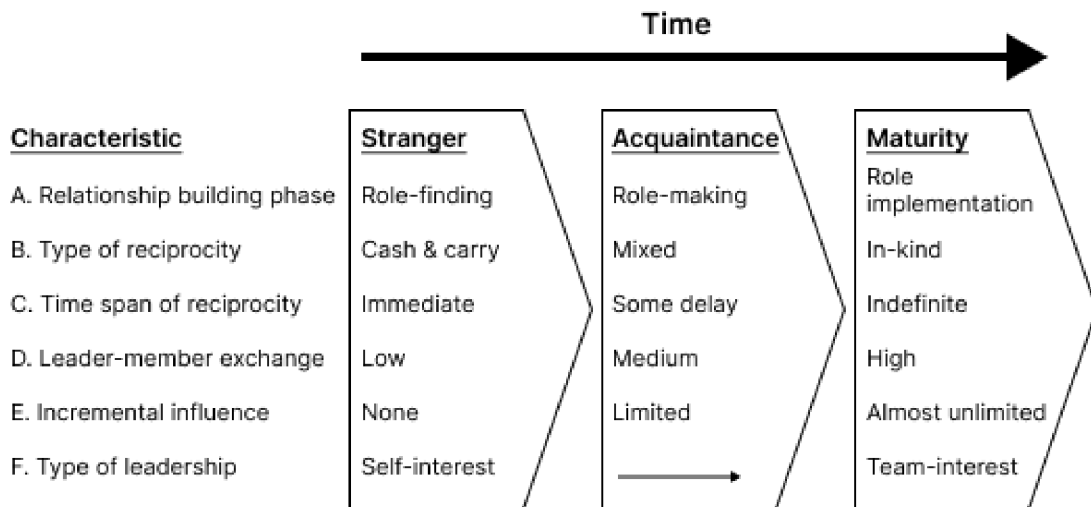 Time
Characteristic Stranger Acquaintance Maturity
A. Relationship building phase Role-finding Role-making Role
implementation
B. Type of reciprocity Cash & carry Mixed In-kind
C. Time span of reciprocity Immediate Some delay Indefinite
D. Leader-member exchange Low Medium High
E. Incremental influence None Limited Almost unlimited
F. Type of leadership Self-interest Team-interest